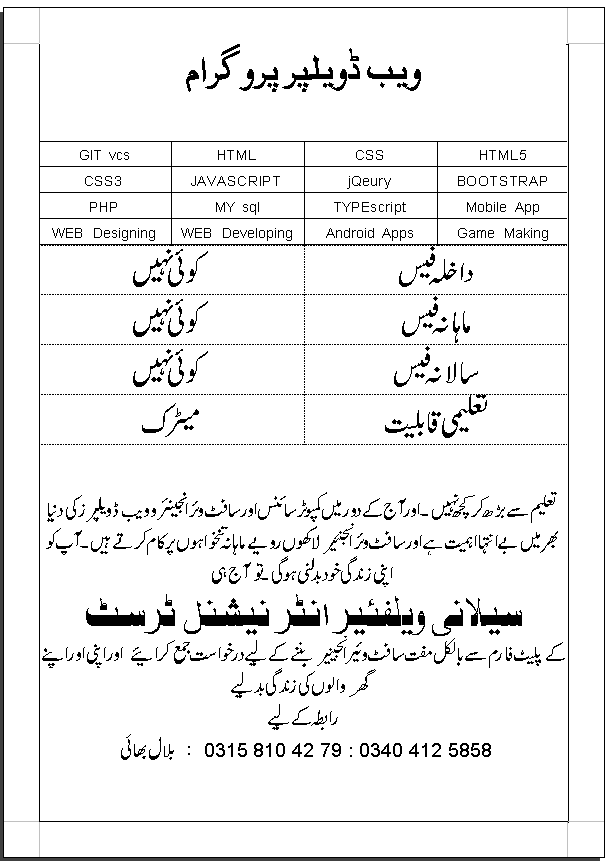 ویب ڈویلپر پروگرام
GIT vcs HTML CSS HTML5
CSS3 JAVASCRIPT jQeury BOOTSTRAP
PHP MY sql TYPEscript Mobile App
WEB Designing WEB Developing Android Apps Game Making
داخلہ فیس کوئی نہیں
ماہانہ فیس کوئی نہیں
سالانہ فیس کوئی نہیں
تعلیمی قابلیت میٹرک
تعلیم سے بڑھ کر کچھ نہیں ۔ اور آج کے دور میں کمپوٹر سائنس اور سافٹ وئر انجینئر و ویب ڈویلپر ز کی دنیا
بھر میں بے انتہا اہمیت ہے اور سافٹ وئر انجنئیر لاکھوں روپے ماہانہ تنخواہوں پر کام کرتے ہیں ۔ آپ کو
اپنی زندگی خود بدلنی ہوگی ۔ تو آج ہی
سیلانی ویلفئیر انٹر نیشنل ٹرسٹ
کے پلیٹ فارم سے بالکل مفت سافٹ وئیر انجینیر بننے کے لیے درخواست جمع کرائیے اور اپنی اور اپنے
گھر والوں کی زندگی بدلیے
رابطہ کے لیے
بلال بھائی : 0315 810 42 79 : 0340 412 5858